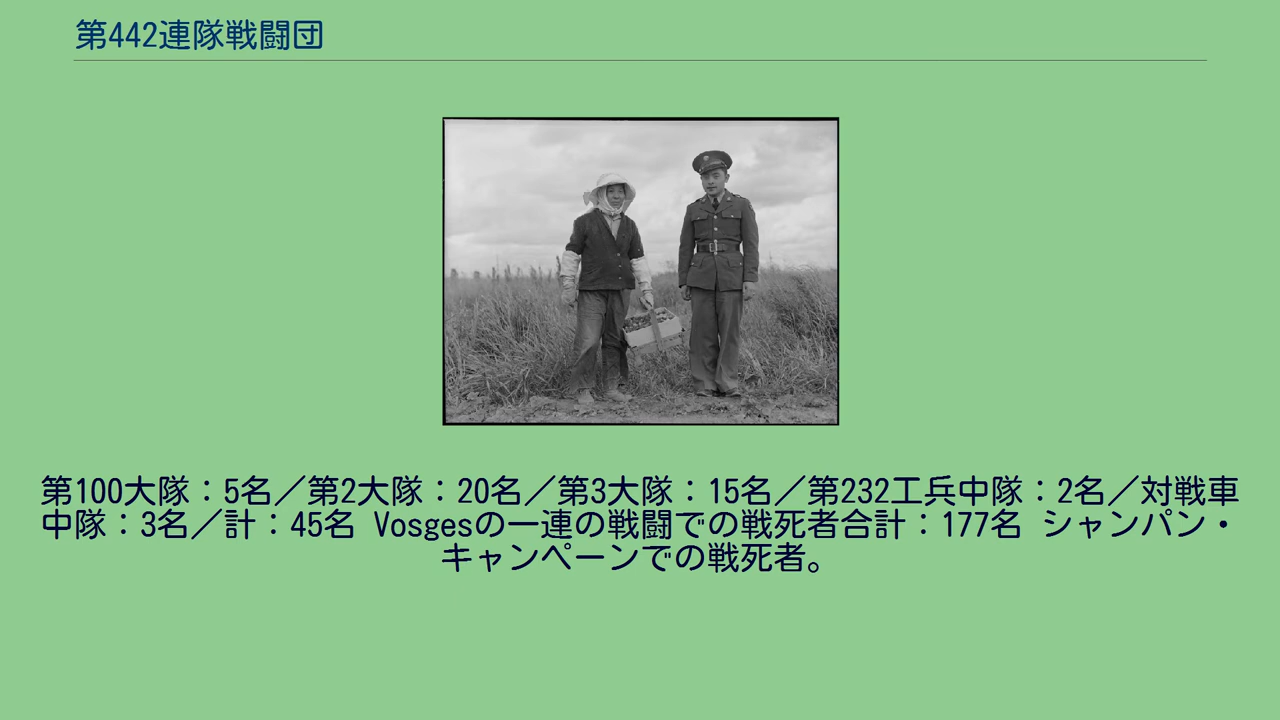 第442連隊戦闘団
第100大隊：5名／第2大隊：20名／第3大隊：15名／第232工兵中隊：2名／対戦車
中隊：3名／計：45名 Vosgesの一連の戦闘での戦死者合計：177名 シャンパン・
キャンペーンでの戦死者。